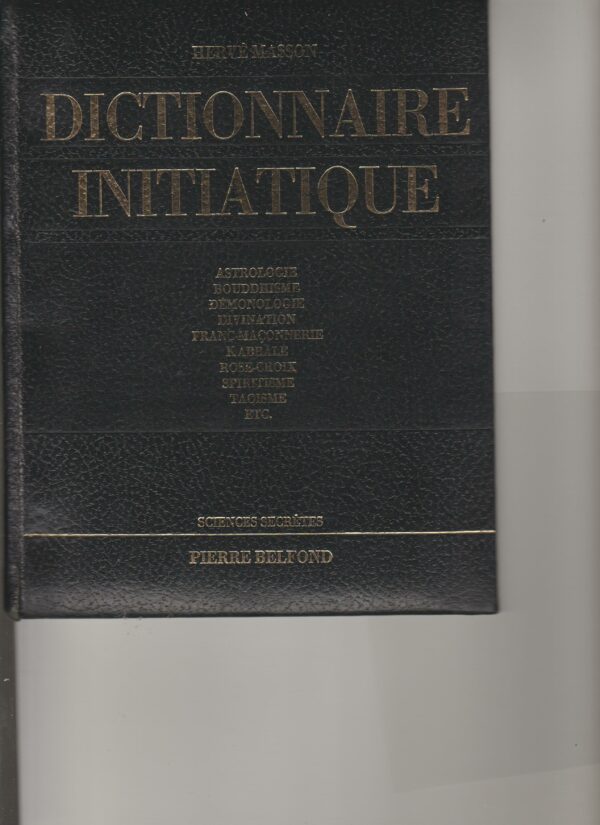 HERVÉ MASSON
DICTIONNAIRE
INITIATIQUE
ASTROLOGIE
BOUDDHISME
DÉMONOLOGIE
DIVINATION
FRANC-MAÇONNERIE
KABBALE
ROSE-CROIX
SPIRITISME
TAOISME
ETC.
SCIENCES SECRÈTES
PIERRE BELFOND